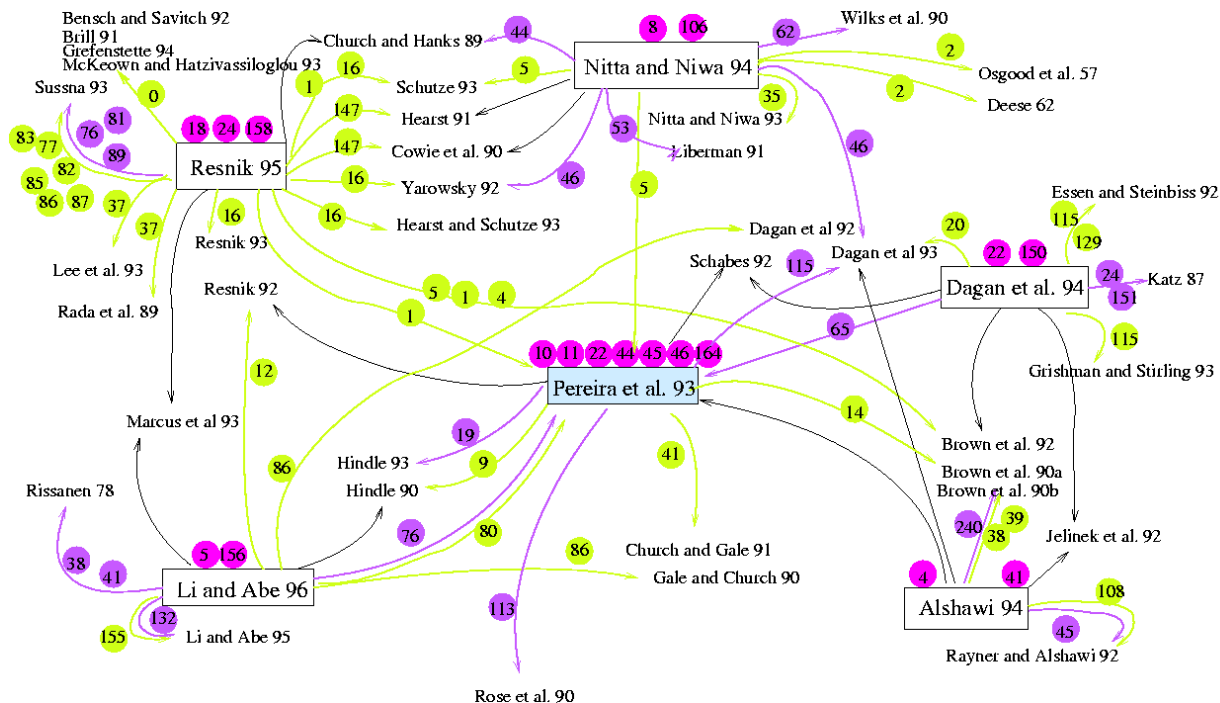 Bensch and Savitch 92
Brill 91
Grefenstette 94
McKeown and Hatzivassiloglou 93
Sussna 93
0
1
16
Church and Hanks 89
44
8
106
62
Wilks et al. 90
Nitta and Niwa 94
2
Osgood et al. 57
2
Deese 62
5
Schutze 93
35
Nitta and Niwa 93
147
Hearst 91
53
Liberman 91
83
77
76
81
89
82
85
86
87
18
24
158
Resnik 95
147
Cowie et al. 90
46
46
16
Yarowsky 92
5
37
37
16
Resnik 93
16
Hearst and Schutze 93
Lee et al. 93
Rada et al. 89
Resnik 92
Dagan et al 92
Schabes 92
115
Dagan et al 93
20
Essen and Steinbiss 92
115
129
22
150
Dagan et al. 94
24
151
Katz 87
115
Grishman and Stirling 93
65
5
1
4
1
10
11
22
44
45
46
164
Pereira et al. 93
12
14
Marcus et al 93
19
Hindle 93
9
Hindle 90
86
41
Brown et al. 92
Brown et al. 90a
Brown et al. 90b
Rissanen 78
38
41
5
156
Li and Abe 96
76
80
86
Church and Gale 91
Gale and Church 90
240
39
38
Jelinek et al. 92
4
41
Alshawi 94
108
45
Rayner and Alshawi 92
132
155
Li and Abe 95
113
Rose et al. 90